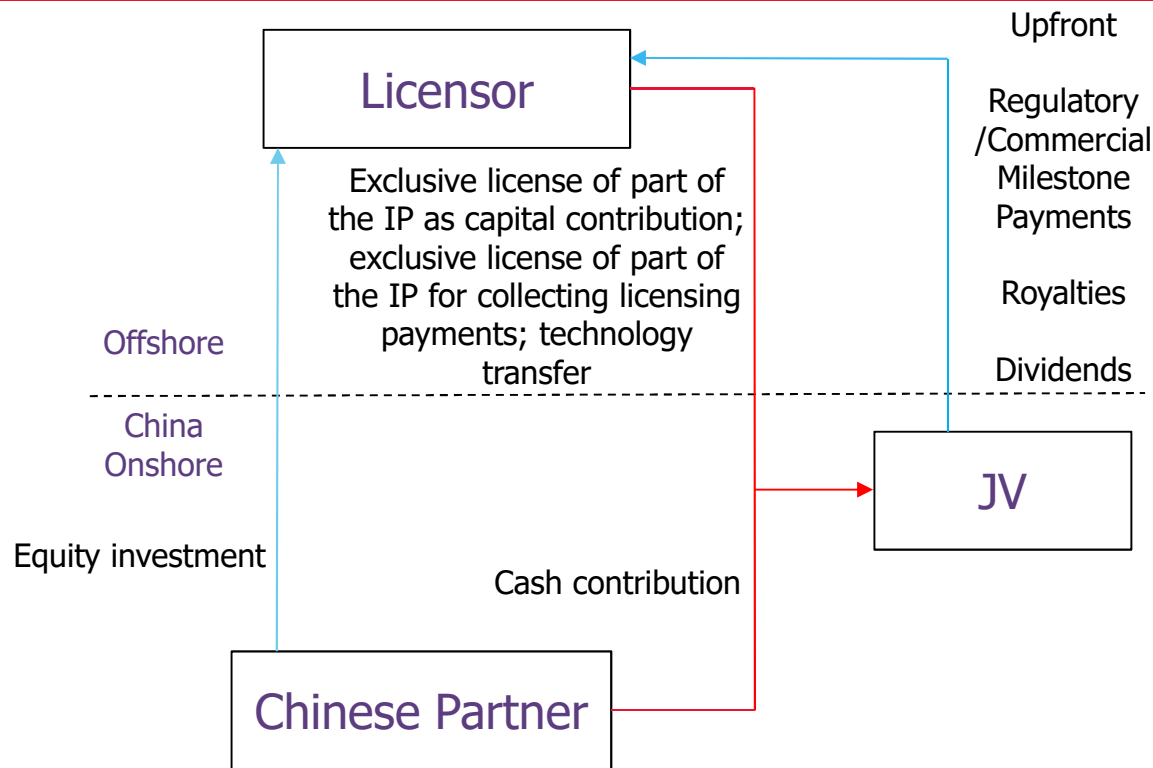 Licensor
Upfront
Regulatory
/Commercial
Milestone
Payments
Royalties
Dividends
Exclusive license of part of
the IP as capital contribution;
exclusive license of part of
the IP for collecting licensing
payments; technology
transfer
Offshore
China
Onshore
JV
Equity investment
Cash contribution
Chinese Partner